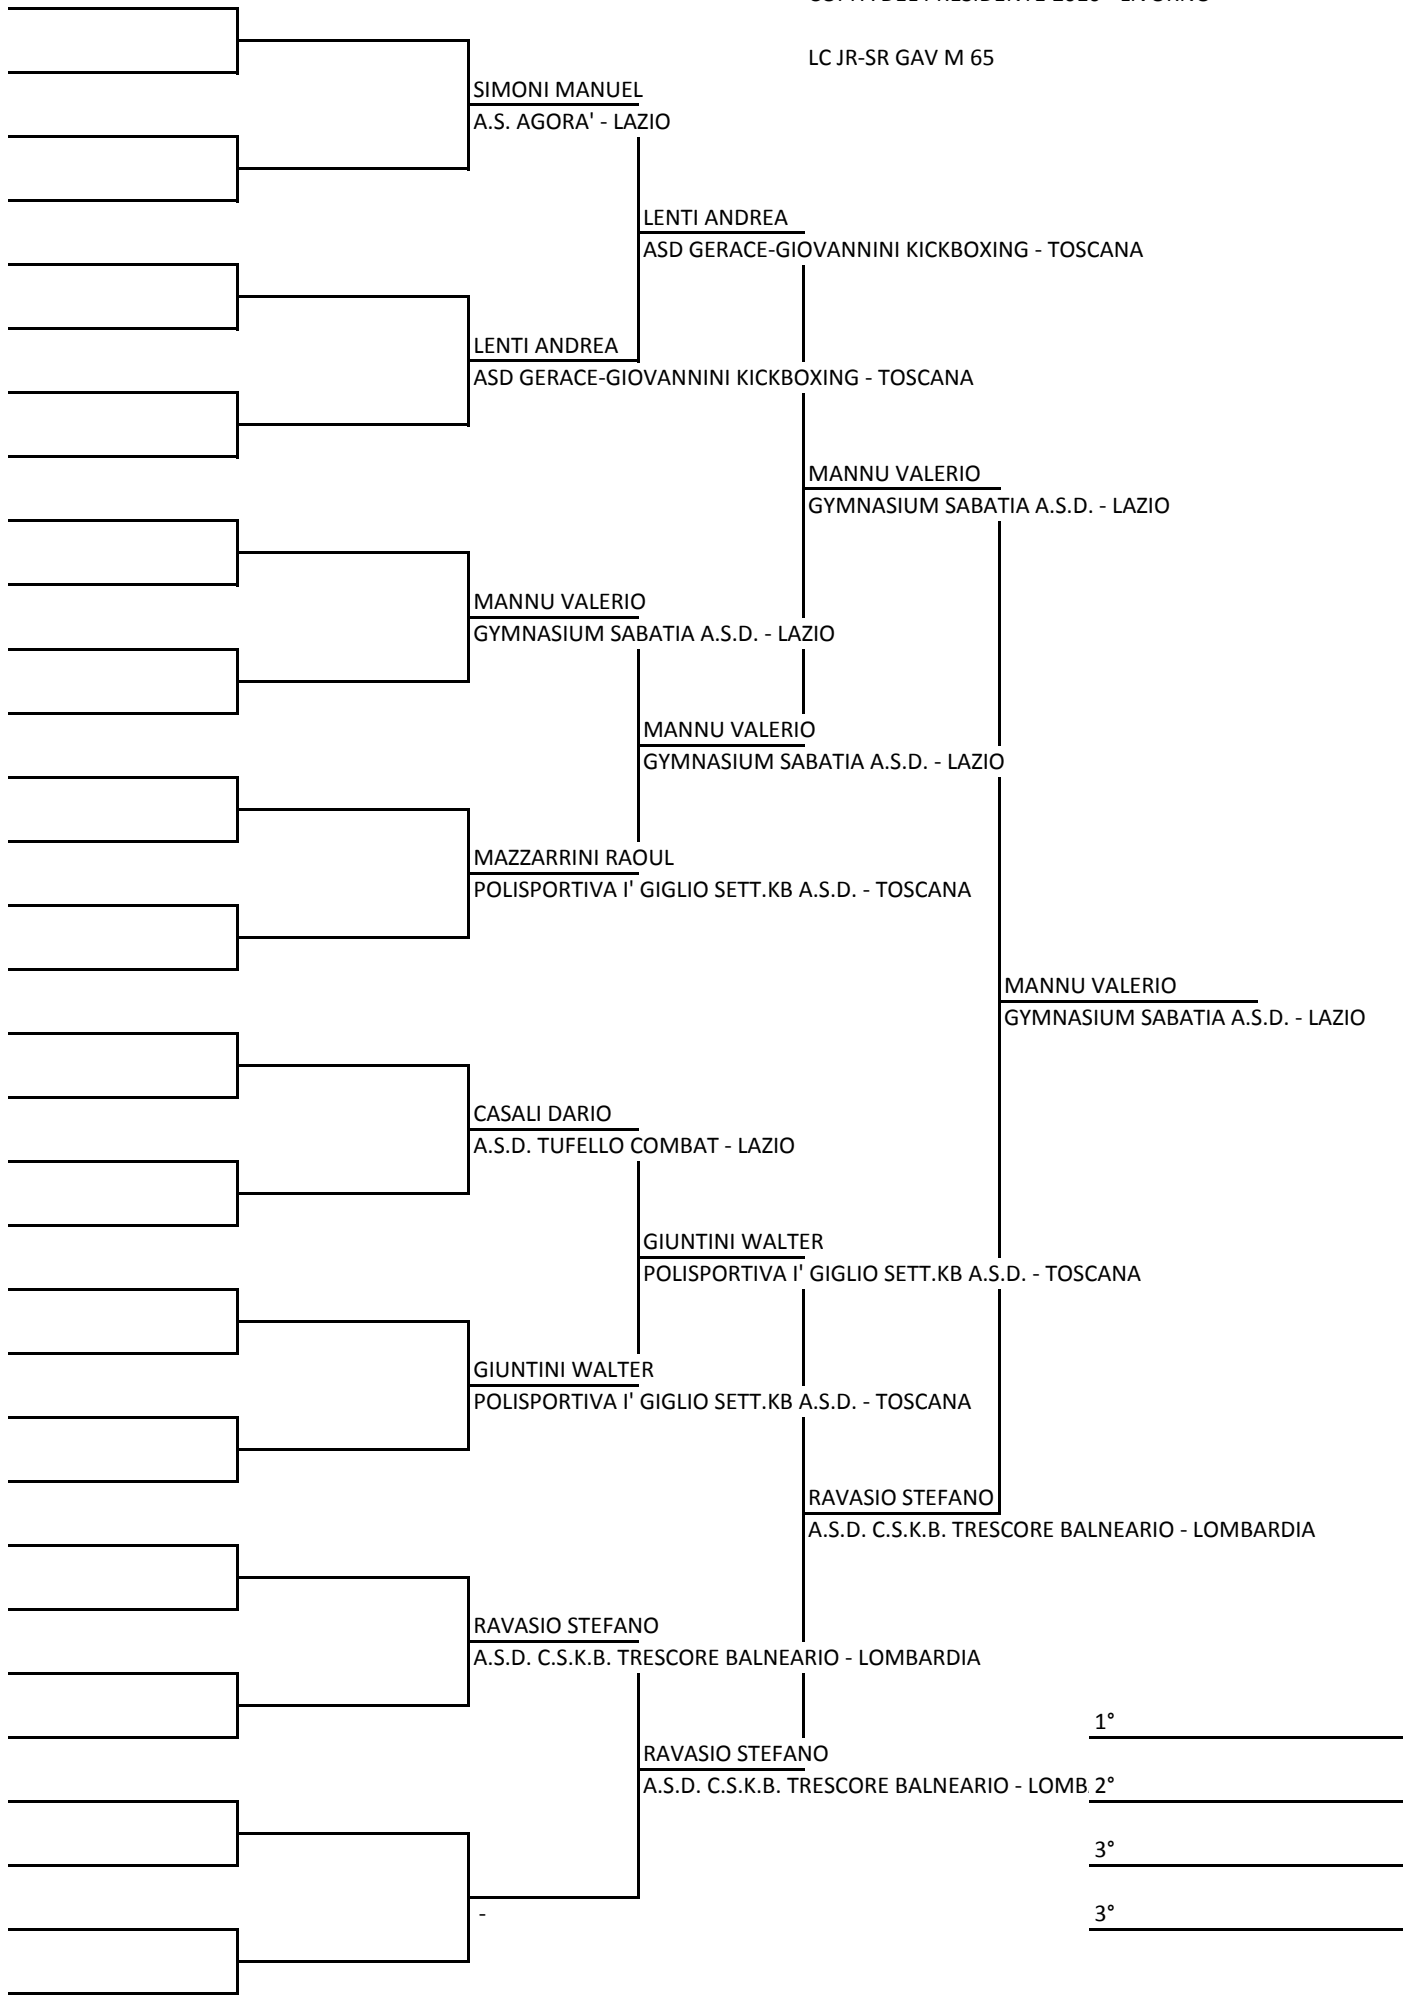 LC JR-SR GAV M 65
SIMONI MANUEL
A.S. AGORA' - LAZIO
LENTI ANDREA
ASD GERACE-GIOVANNINI KICKBOXING - TOSCANA
LENTI ANDREA
ASD GERACE-GIOVANNINI KICKBOXING - TOSCANA
MANNU VALERIO
GYMNASIUM SABATIA A.S.D. - LAZIO
MANNU VALERIO
GYMNASIUM SABATIA A.S.D. - LAZIO
MANNU VALERIO
GYMNASIUM SABATIA A.S.D. - LAZIO
MAZZARRINI RAOUL
POLISPORTIVA I' GIGLIO SETT.KB A.S.D. - TOSCANA
MANNU VALERIO
GYMNASIUM SABATIA A.S.D. - LAZIO
CASALI DARIO
A.S.D. TUFELLO COMBAT - LAZIO
GIUNTINI WALTER
POLISPORTIVA I' GIGLIO SETT.KB A.S.D. - TOSCANA
GIUNTINI WALTER
POLISPORTIVA I' GIGLIO SETT.KB A.S.D. - TOSCANA
RAVASIO STEFANO
A.S.D. C.S.K.B. TRESCORE BALNEARIO - LOMBARDIA
RAVASIO STEFANO
A.S.D. C.S.K.B. TRESCORE BALNEARIO - LOMBARDIA
1°
RAVASIO STEFANO
A.S.D. C.S.K.B. TRESCORE BALNEARIO - LOMB
2°
3°
-
3°